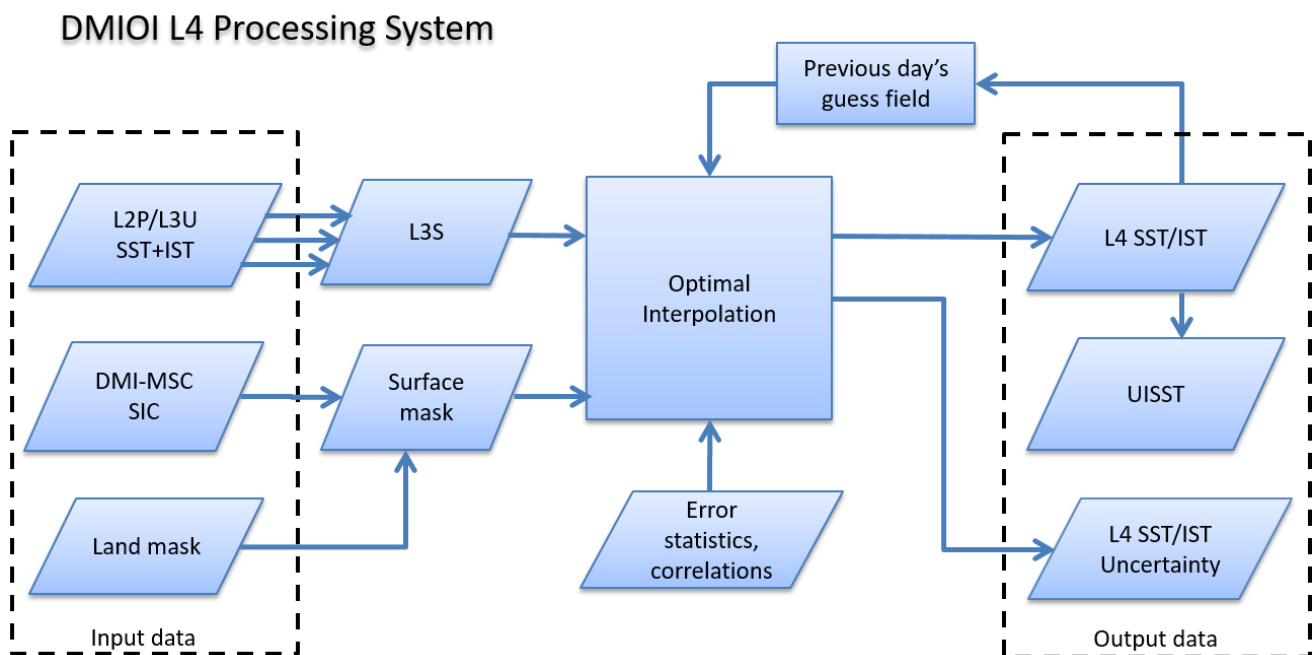 DMIOI L4 Processing System
Previous day's
guess field
L2P/L3U
SST+IST
L3S
Optimal
Interpolation
L4 SST/IST
DMI-MSC
SIC
Surface
mask
UISST
Land mask
Error
statistics,
correlations
L4 SST/IST
Uncertainty
Input data
Output data